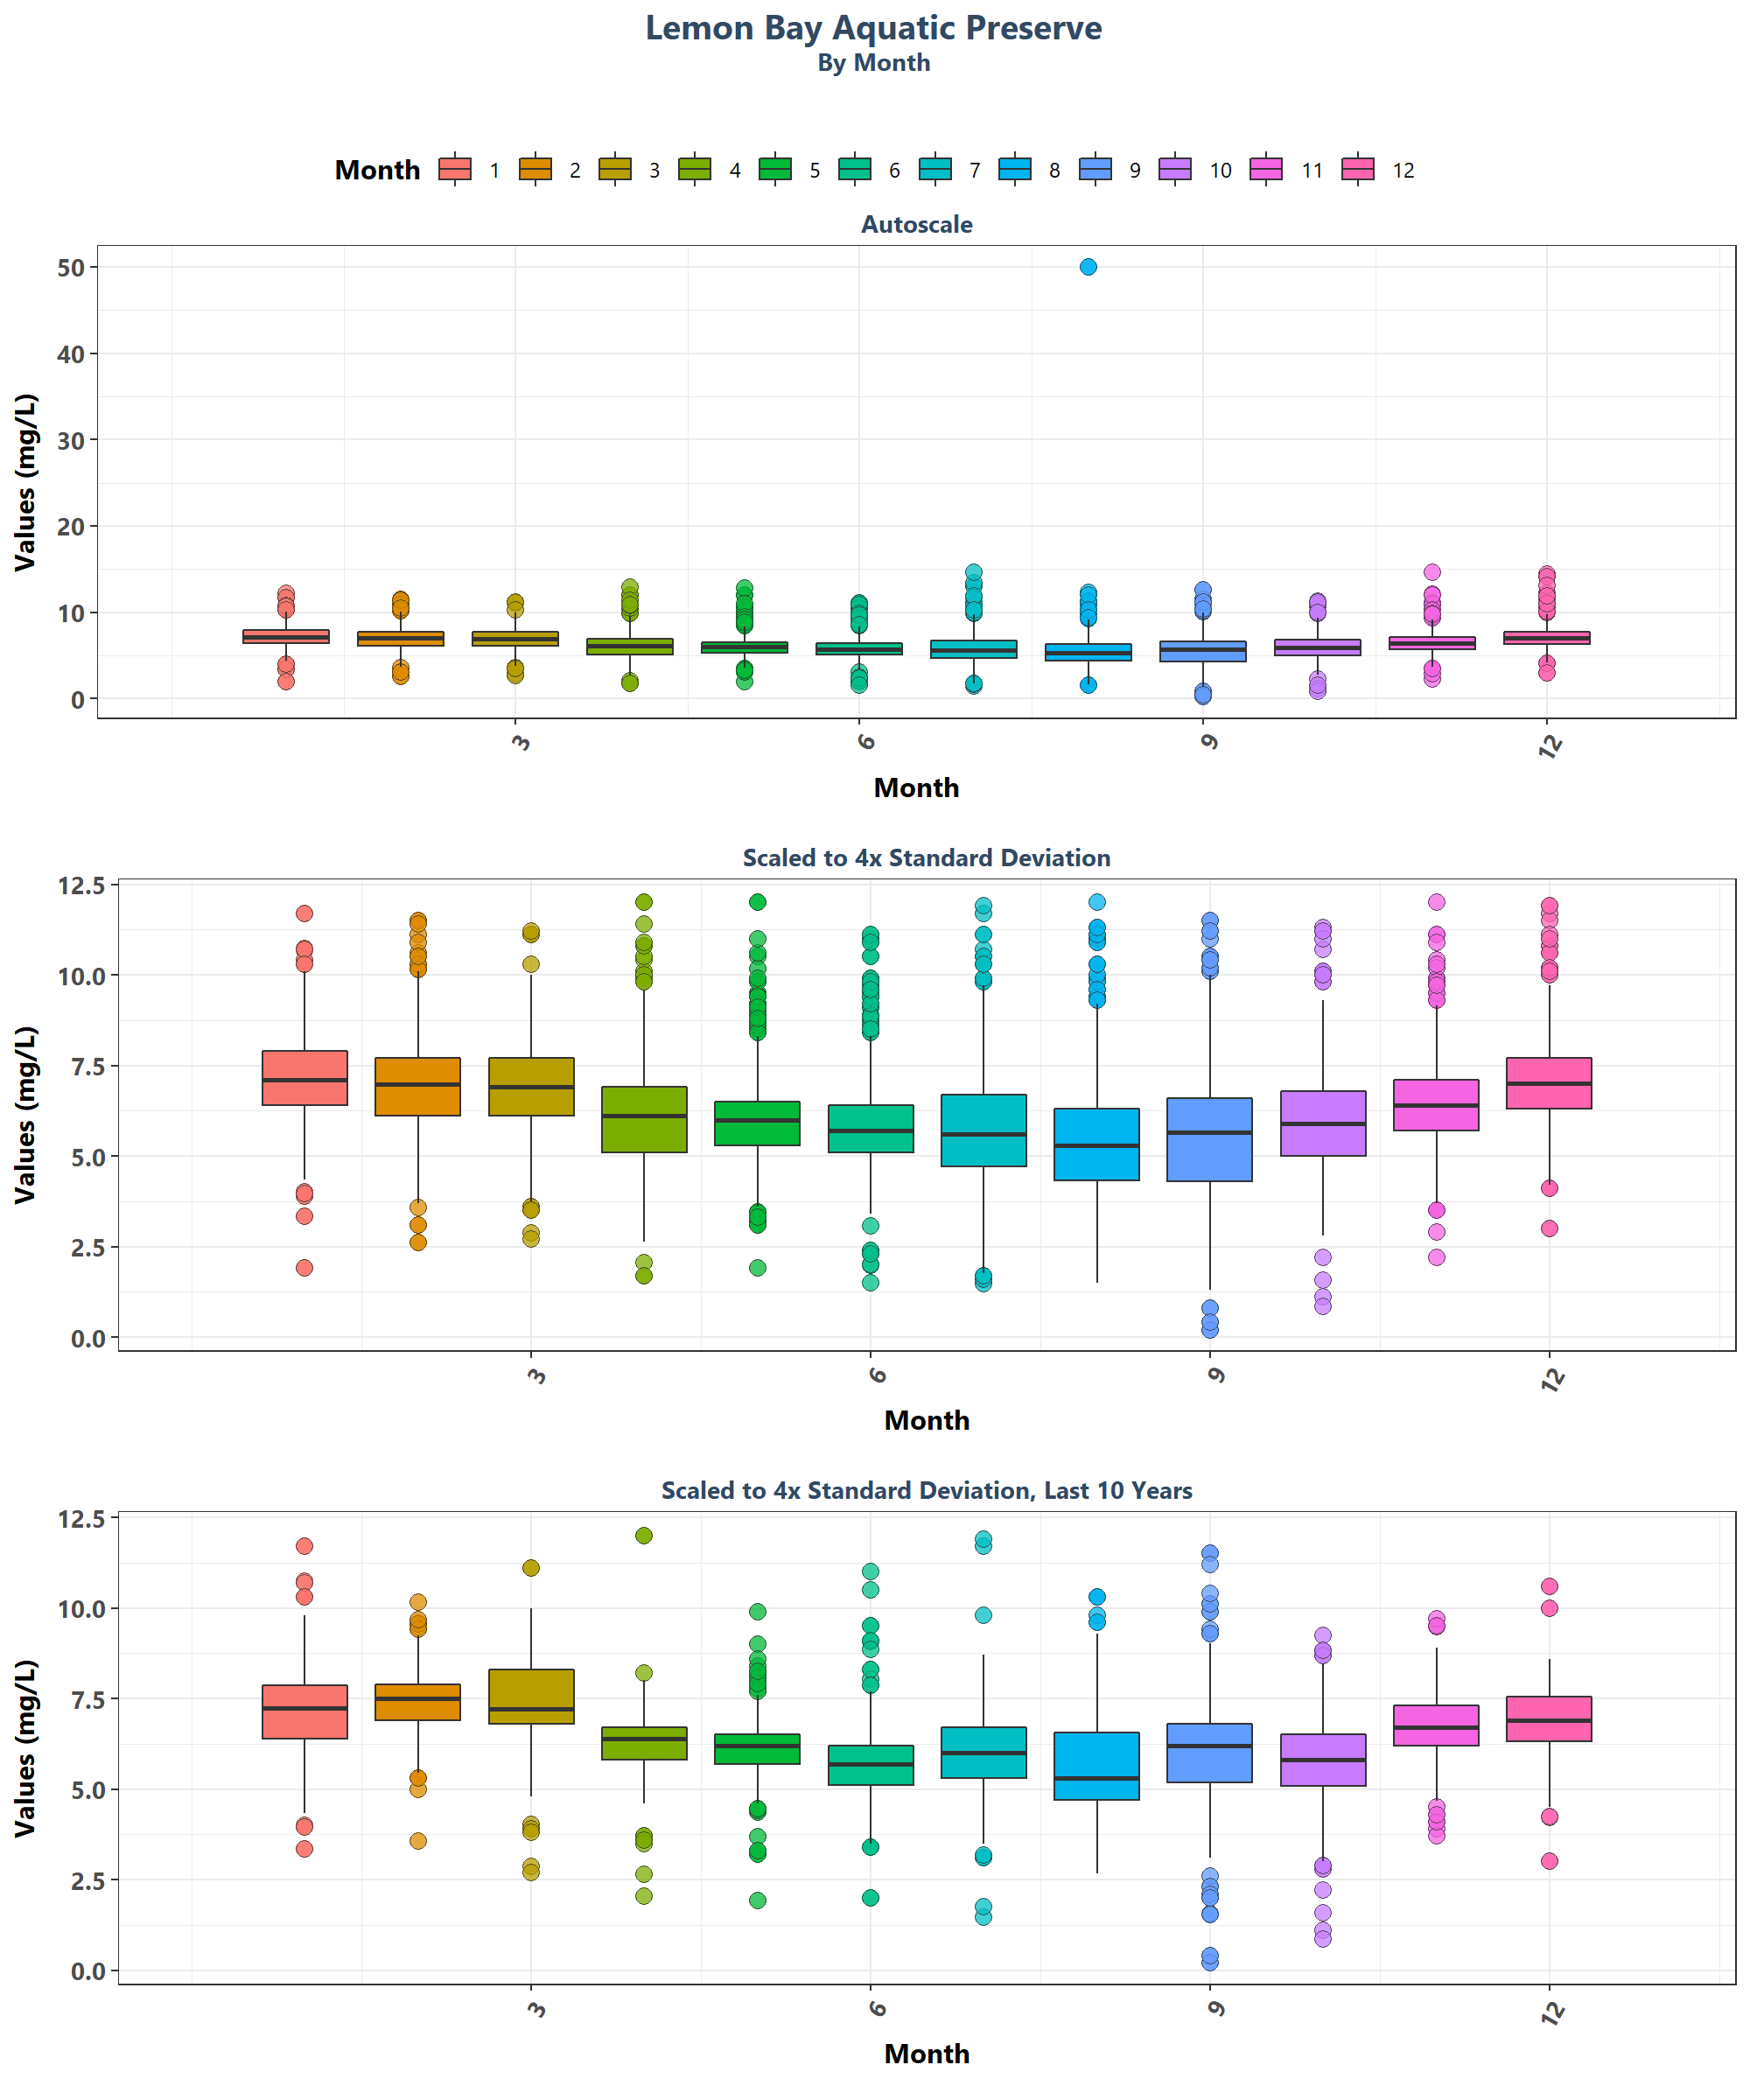 Lemon Bay Aquatic Preserve
By Month
Month 1 2 3 4 5 6 7 8 9 10 11 12
Autoscale
50
40
30
20
10
0
Values (mg/L)
3 6 9 12
Month
Scaled to 4x Standard Deviation
12.5
10.0
7.5
5.0
2.5
0.0
Values (mg/L)
3 6 9 12
Month
Scaled to 4x Standard Deviation, Last 10 Years
12.5
10.0
7.5
5.0
2.5
0.0
Values (mg/L)
3 6 9 12
Month